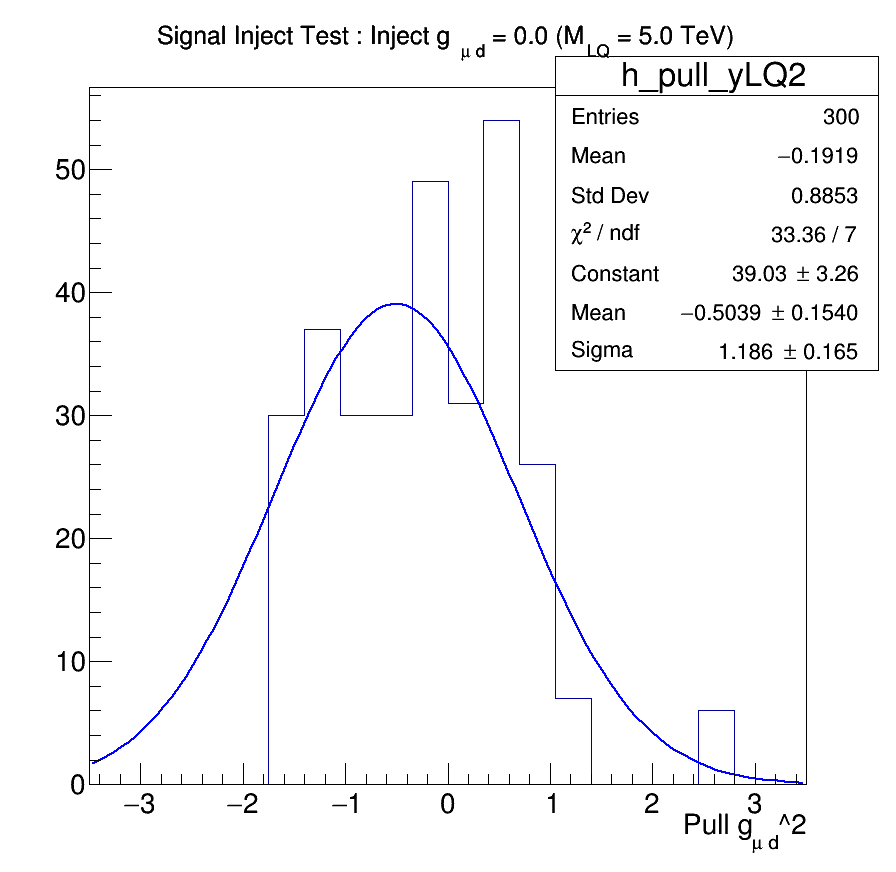 Signal Inject Test : Inject g μ d = 0.0 (M LQ = 5.0 TeV)
h_pull_yLQ2
Entries 300
Mean −0.1919
Std Dev 0.8853
χ² / ndf 33.36 / 7
Constant 39.03 ± 3.26
Mean −0.5039 ± 0.1540
Sigma 1.186 ± 0.165
50
40
30
20
10
0
−3 −2 −1 0 1 2 3
Pull g μ d ^2